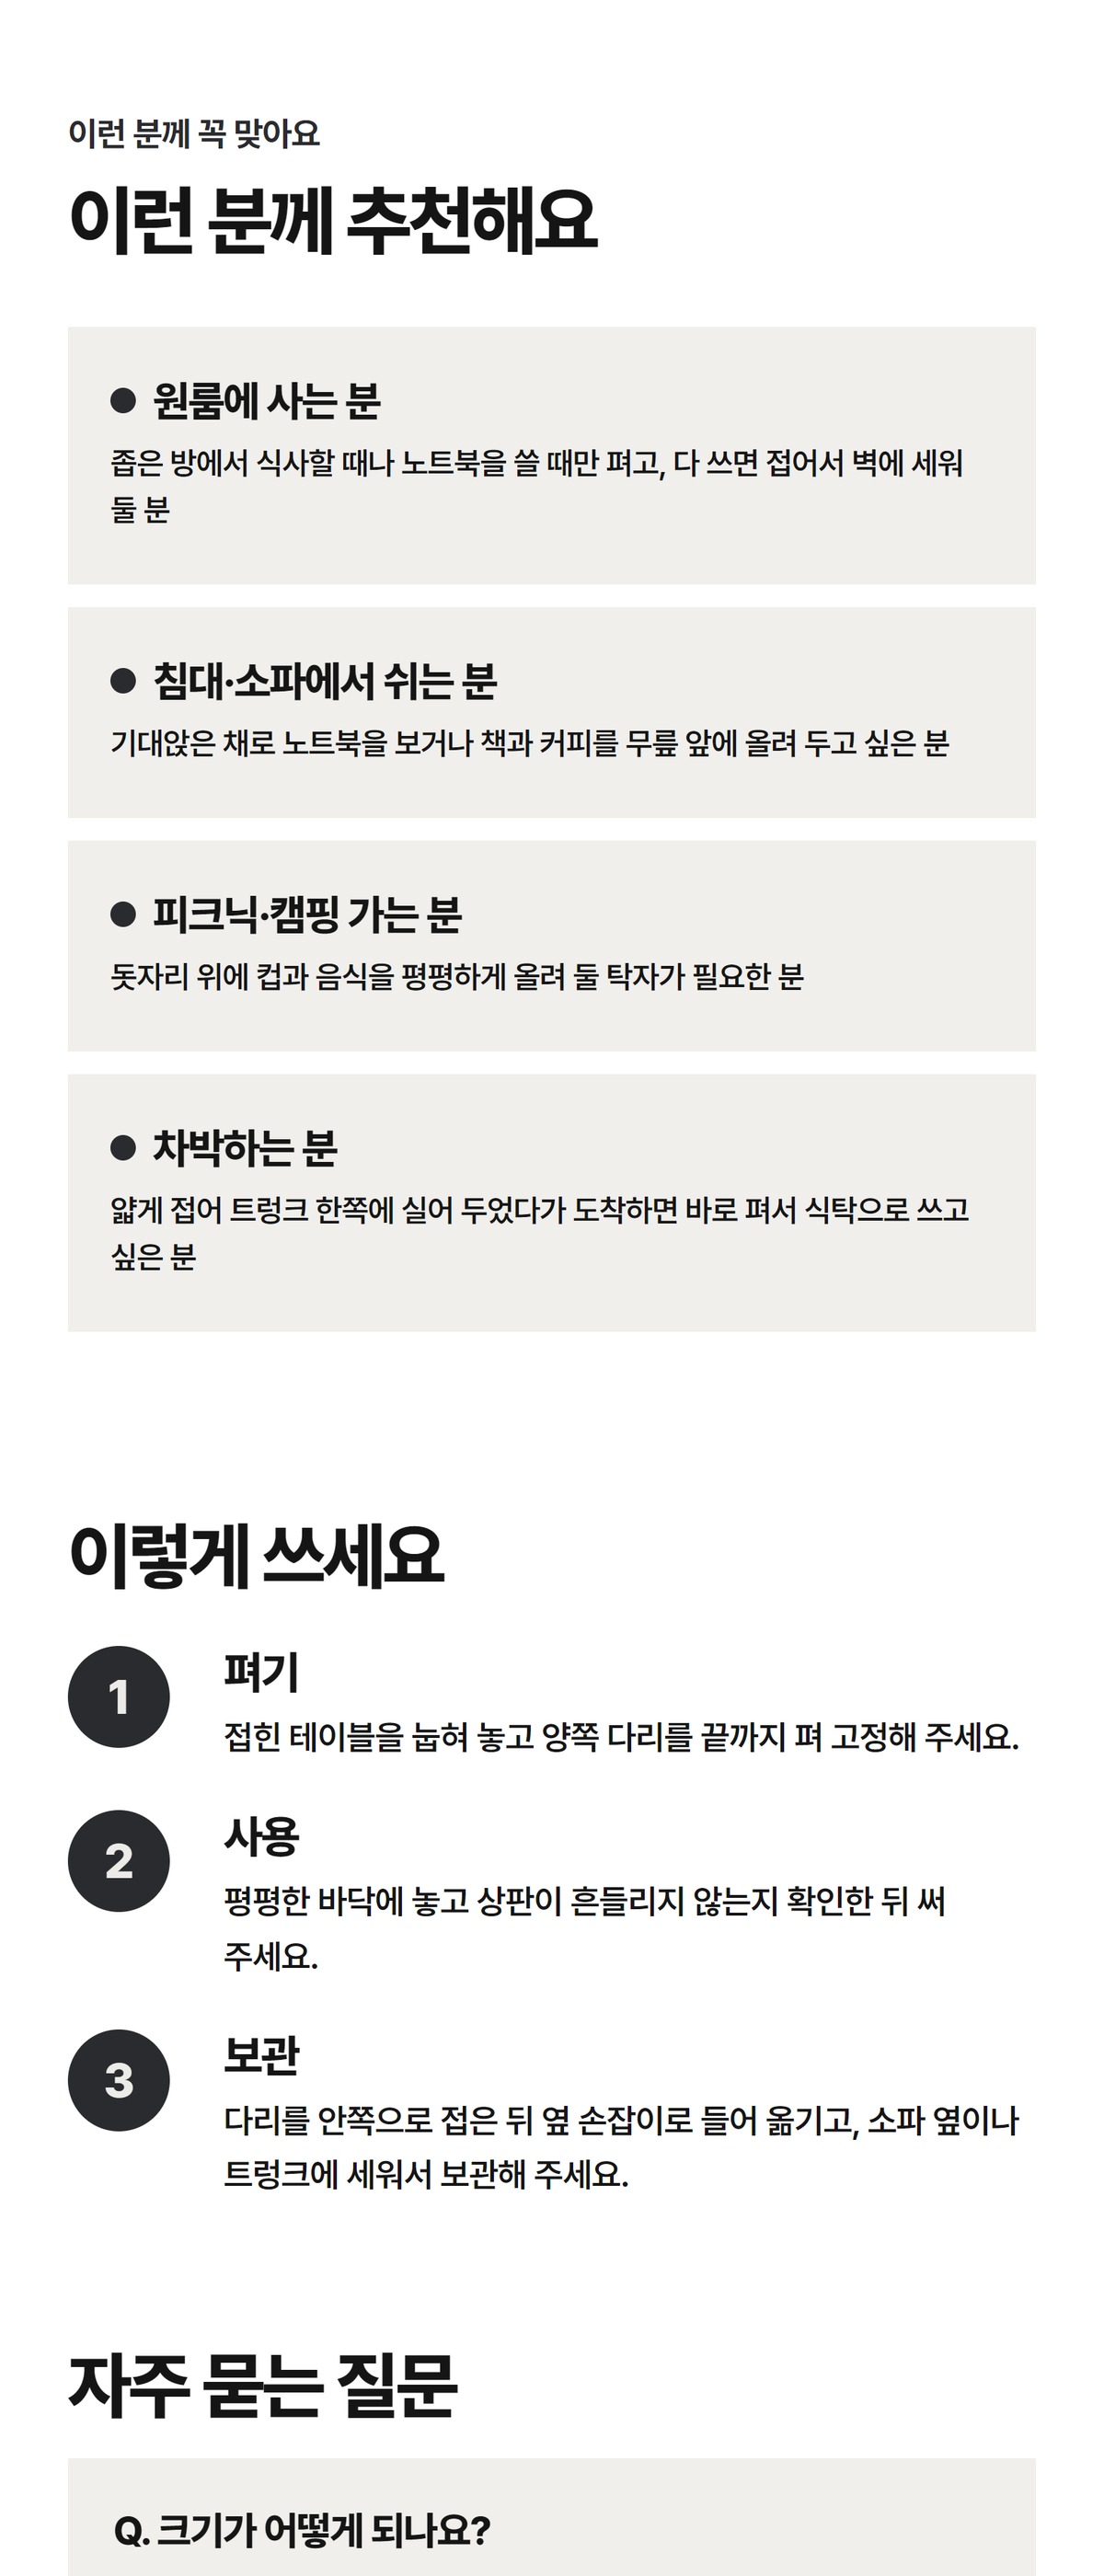 이런 분께 꼭 맞아요
이런 분께 추천해요
원룸에 사는 분
좁은 방에서 식사할 때나 노트북을 쓸 때만 펴고, 다 쓰면 접어서 벽에 세워
둘 분
침대·소파에서 쉬는 분
기대앉은 채로 노트북을 보거나 책과 커피를 무릎 앞에 올려 두고 싶은 분
피크닉·캠핑 가는 분
돗자리 위에 컵과 음식을 평평하게 올려 둘 탁자가 필요한 분
차박하는 분
얇게 접어 트렁크 한쪽에 실어 두었다가 도착하면 바로 펴서 식탁으로 쓰고
싶은 분
이렇게 쓰세요
1
펴기
접힌 테이블을 눕혀 놓고 양쪽 다리를 끝까지 펴 고정해 주세요.
2
사용
평평한 바닥에 놓고 상판이 흔들리지 않는지 확인한 뒤 써
주세요.
3
보관
다리를 안쪽으로 접은 뒤 옆 손잡이로 들어 옮기고, 소파 옆이나
트렁크에 세워서 보관해 주세요.
자주 묻는 질문
Q. 크기가 어떻게 되나요?